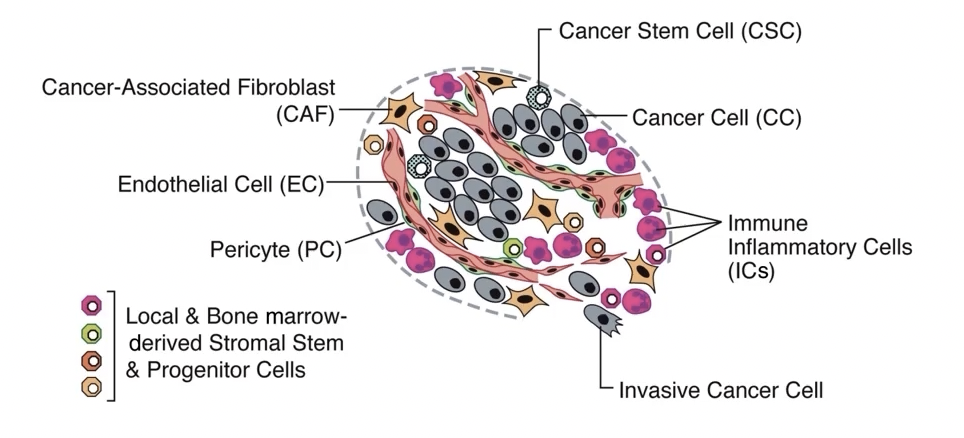 Cancer Stem Cell (CSC)
Cancer-Associated Fibroblast
(CAF)
Cancer Cell (CC)
Endothelial Cell (EC)
Pericyte (PC)
Immune
Inflammatory Cells
(ICs)
Local & Bone marrow-
derived Stromal Stem
& Progenitor Cells
Invasive Cancer Cell